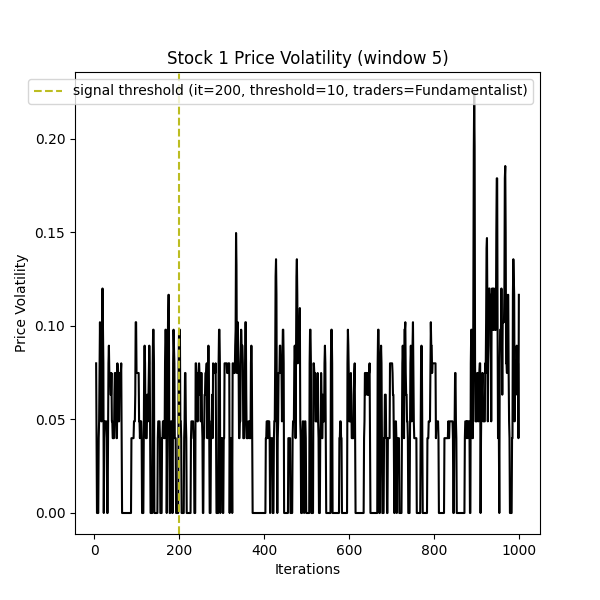 Stock 1 Price Volatility (window 5)
signal threshold (it=200, threshold=10, traders=Fundamentalist)
0.20
0.15
0.10
0.05
0.00
Price Volatility
0 200 400 600 800 1000
Iterations